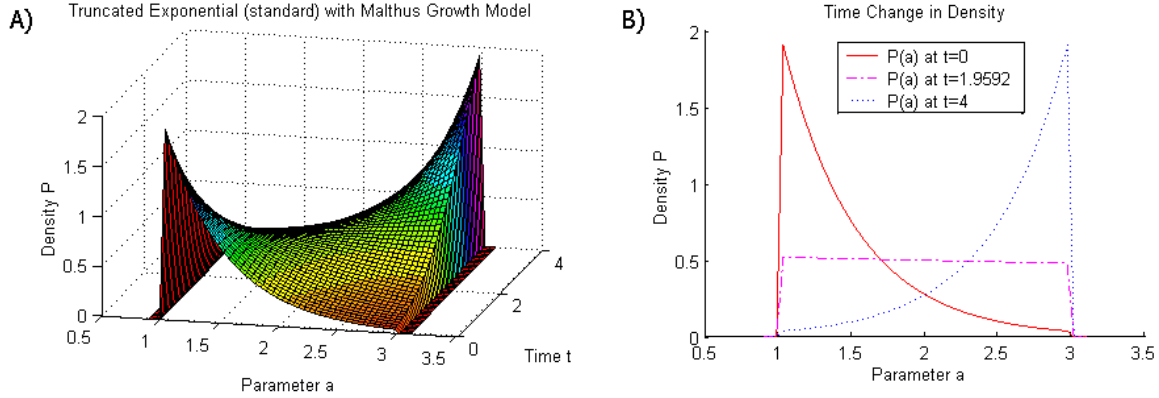 A)
Truncated Exponential (standard) with Malthus Growth Model
2
1.5
1
0.5
0
Density P
0.5
1
1.5
2
2.5
3
3.5
Parameter a
0
2
4
Time t
B)
Time Change in Density
P(a) at t=0
P(a) at t=1.9592
P(a) at t=4
2
1.5
1
0.5
0
Density P
0.5
1
1.5
2
2.5
3
3.5
Parameter a